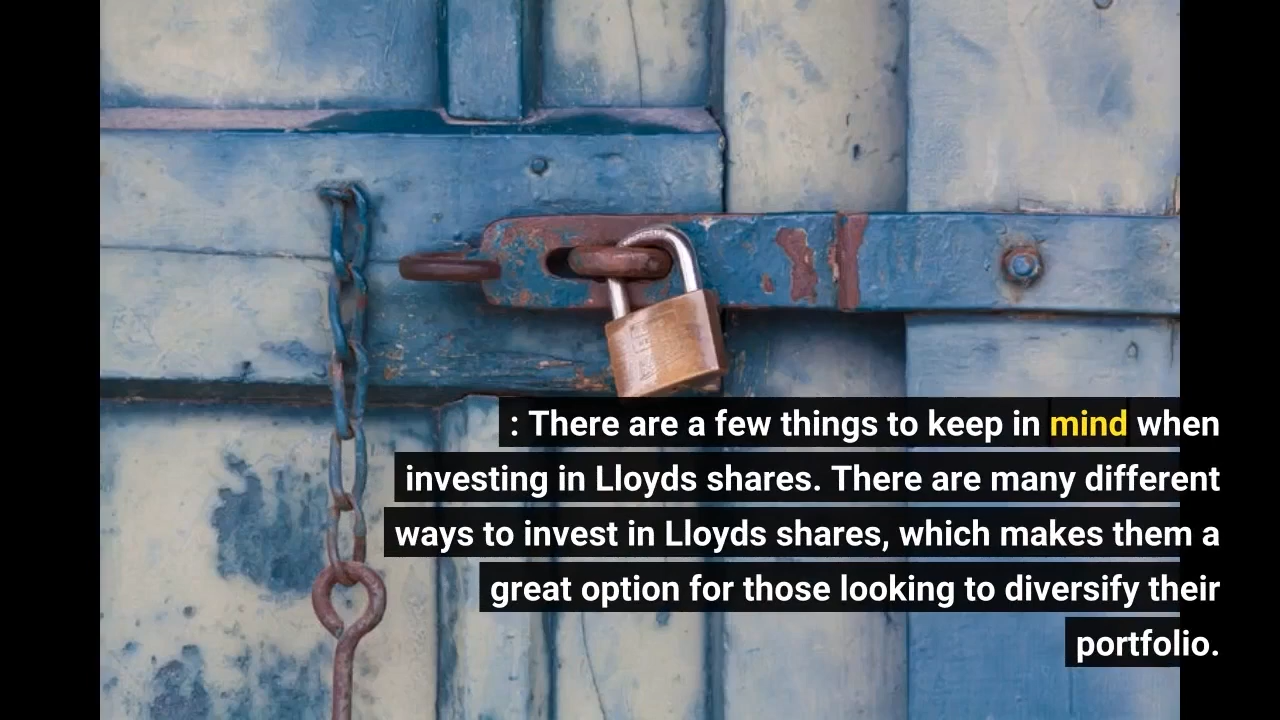 : There are a few things to keep in mind when
investing in Lloyds shares. There are many different
ways to invest in Lloyds shares, which makes them a
great option for those looking to diversify their
portfolio.